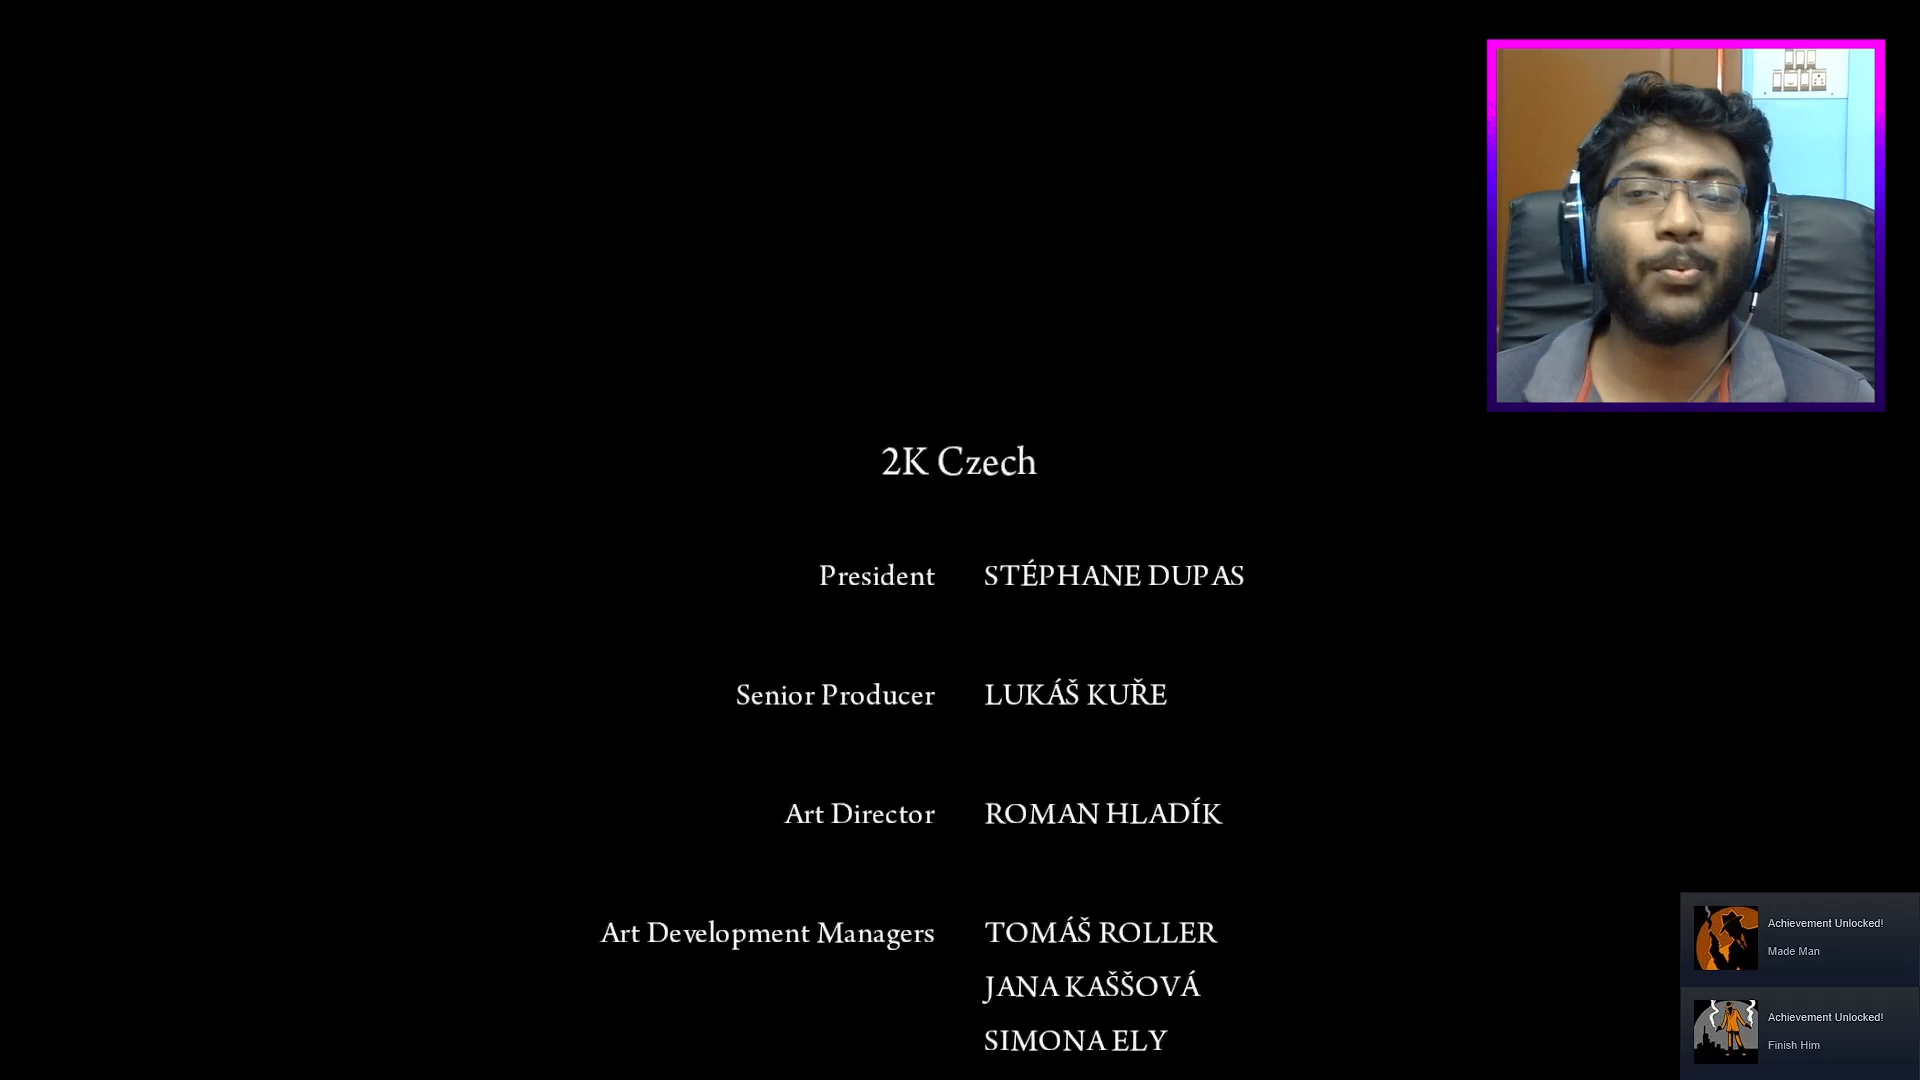 2K Czech
President STÉPHANE DUPAS
Senior Producer LUKÁŠ KUŘE
Art Director ROMAN HLADÍK
Art Development Managers TOMÁŠ ROLLER
JANA KAŠŠOVÁ
SIMONA ELY
Achievement Unlocked!
Made Man
Achievement Unlocked!
Finish Him